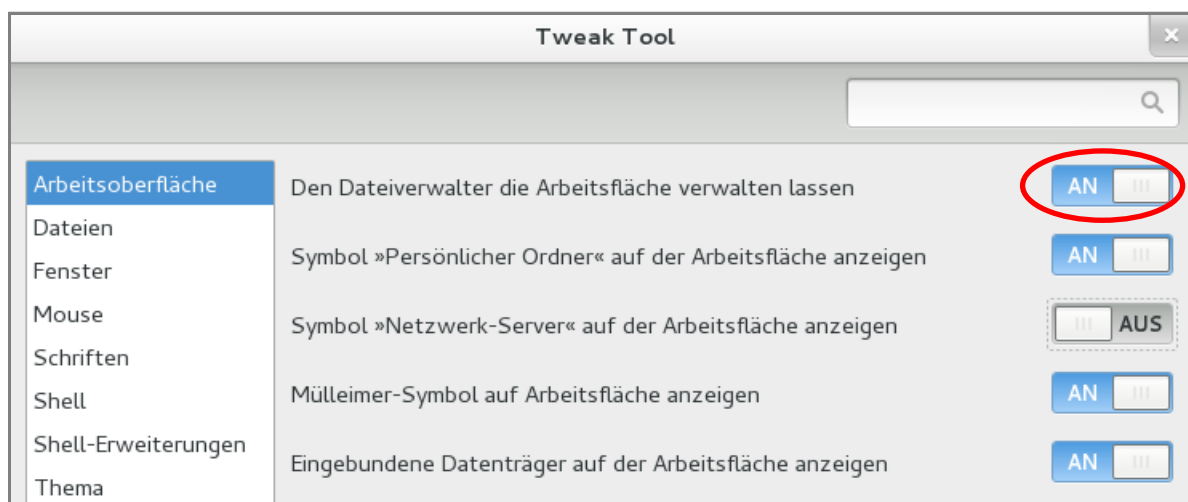 Tweak Tool
Arbeitsoberfläche
Dateien
Fenster
Mouse
Schriften
Shell
Shell-Erweiterungen
Thema
Den Dateiverwalter die Arbeitsfläche verwalten lassen AN
Symbol »Persönlicher Ordner« auf der Arbeitsfläche anzeigen AN
Symbol »Netzwerk-Server« auf der Arbeitsfläche anzeigen AUS
Mülleimer-Symbol auf Arbeitsfläche anzeigen AN
Eingebundene Datenträger auf der Arbeitsfläche anzeigen AN